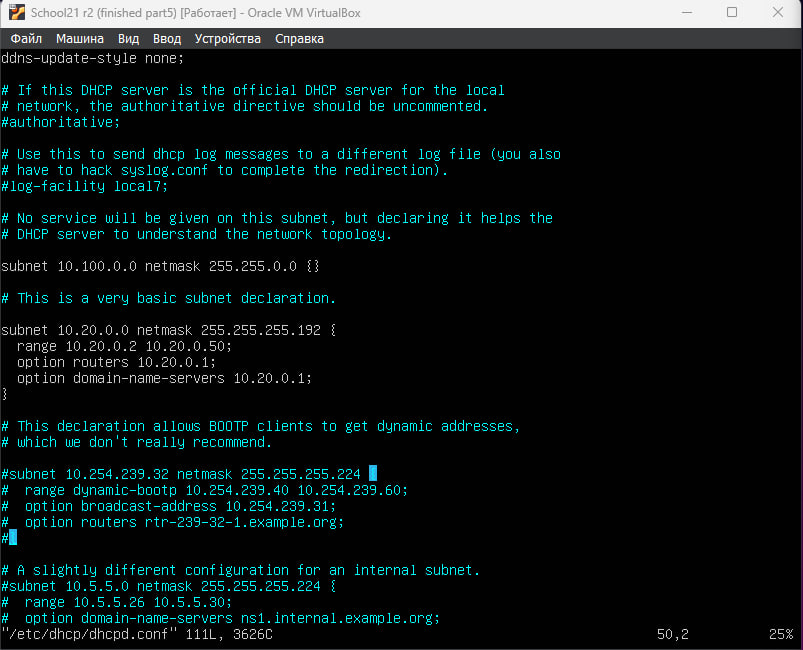 School21 r2 (finished part5) [Работает] - Oracle VM VirtualBox
Файл Машина Вид Ввод Устройства Справка
ddns-update-style none;
# If this DHCP server is the official DHCP server for the local
# network, the authoritative directive should be uncommented.
#authoritative;
# Use this to send dhcp log messages to a different log file (you also
# have to hack syslog.conf to complete the redirection).
#log-facility local7;
# No service will be given on this subnet, but declaring it helps the
# DHCP server to understand the network topology.
subnet 10.100.0.0 netmask 255.255.0.0 {}
# This is a very basic subnet declaration.
subnet 10.20.0.0 netmask 255.255.255.192 {
  range 10.20.0.2 10.20.0.50;
  option routers 10.20.0.1;
  option domain-name-servers 10.20.0.1;
}
# This declaration allows BOOTP clients to get dynamic addresses,
# which we don't really recommend.
#subnet 10.254.239.32 netmask 255.255.255.224 {
#  range dynamic-bootp 10.254.239.40 10.254.239.60;
#  option broadcast-address 10.254.239.31;
#  option routers rtr-239-32-1.example.org;
#}
# A slightly different configuration for an internal subnet.
#subnet 10.5.5.0 netmask 255.255.255.224 {
#  range 10.5.5.26 10.5.5.30;
#  option domain-name-servers ns1.internal.example.org;
"/etc/dhcp/dhcpd.conf" 111L, 3626C 50,2 25%